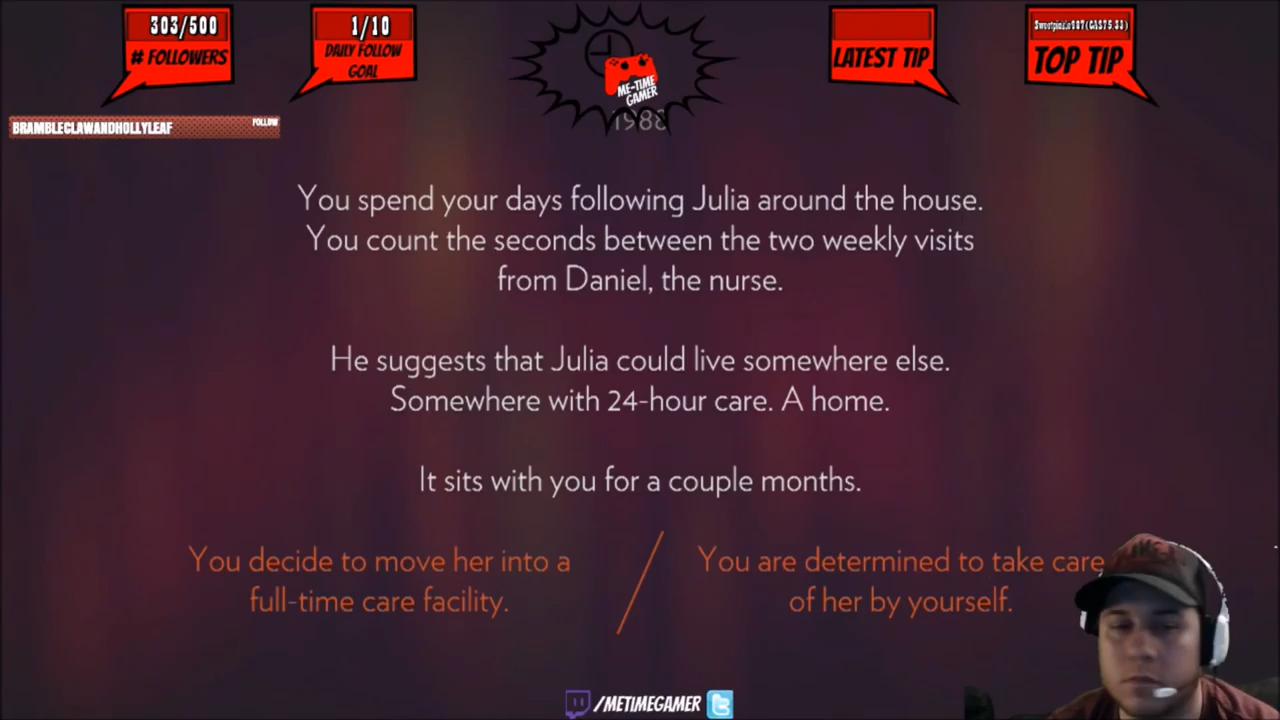 303/500
# FOLLOWERS
1/10
DAILY FOLLOW
GOAL
ME-TIME
GAMER
LATEST TIP
TOP TIP
BRAMBLECLAWANDHOLLYLEAF
FOLLOW
1988
You spend your days following Julia around the house.
You count the seconds between the two weekly visits
from Daniel, the nurse.
He suggests that Julia could live somewhere else.
Somewhere with 24-hour care. A home.
It sits with you for a couple months.
You decide to move her into a
full-time care facility.
You are determined to take care
of her by yourself.
/METIMEGAMER